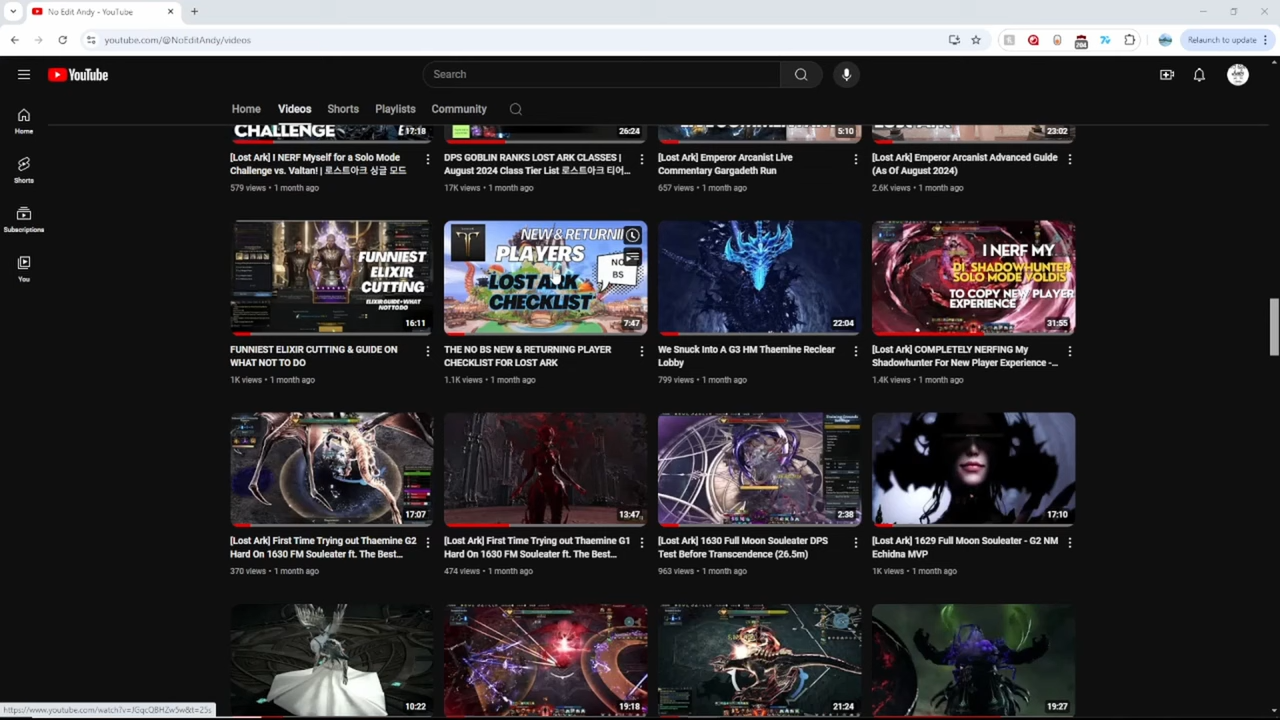 No Edit Andy - YouTube
youtube.com/@NoEditAndy/videos
204
Relaunch to update
YouTube
Search
Home
Videos
Shorts
Playlists
Community
Home
Shorts
Subscriptions
You
CHALLENGE
17:18
26:24
5:10
23:02
[Lost Ark] I NERF Myself for a Solo Mode
Challenge vs. Valtan! | 로스트아크 싱글 모드
579 views • 1 month ago
DPS GOBLIN RANKS LOST ARK CLASSES |
August 2024 Class Tier List 로스트아크 티어...
17K views • 1 month ago
[Lost Ark] Emperor Arcanist Live
Commentary Gargadeth Run
657 views • 1 month ago
[Lost Ark] Emperor Arcanist Advanced Guide
(As Of August 2024)
2.6K views • 1 month ago
FUNNIEST
ELIXIR
CUTTING
ELIXIR GUIDE+WHAT
NOT TO DO
16:11
NEW & RETURNII
PLAYERS
LOST ARK
CHECKLIST
NO
BS
7:47
22:04
I NERF MY
DI SHADOWHUNTER
SOLO MODE VOLDIS
TO COPY NEW PLAYER
EXPERIENCE
31:55
FUNNIEST ELIXIR CUTTING & GUIDE ON
WHAT NOT TO DO
1K views • 1 month ago
THE NO BS NEW & RETURNING PLAYER
CHECKLIST FOR LOST ARK
1.1K views • 1 month ago
We Snuck Into A G3 HM Thaemine Reclear
Lobby
799 views • 1 month ago
[Lost Ark] COMPLETELY NERFING My
Shadowhunter For New Player Experience -...
1.4K views • 1 month ago
17:07
13:47
2:38
17:10
[Lost Ark] First Time Trying out Thaemine G2
Hard On 1630 FM Souleater ft. The Best...
370 views • 1 month ago
[Lost Ark] First Time Trying out Thaemine G1
Hard On 1630 FM Souleater ft. The Best...
474 views • 1 month ago
[Lost Ark] 1630 Full Moon Souleater DPS
Test Before Transcendence (26.5m)
963 views • 1 month ago
[Lost Ark] 1629 Full Moon Souleater - G2 NM
Echidna MVP
1K views • 1 month ago
10:22
19:18
21:24
19:27